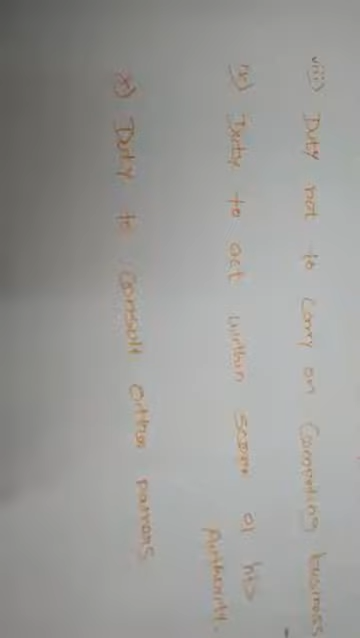 viii) Duty not to carry on Competing business
ix) Duty to act within scope of his
Authority.
x) Duty to Consult other partners